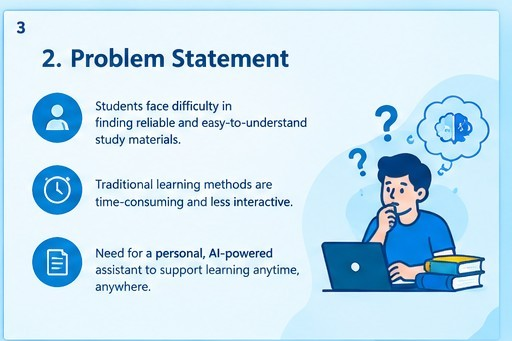 3
2. Problem Statement
Students face difficulty in
finding reliable and easy-to-understand
study materials.
Traditional learning methods are
time-consuming and less interactive.
Need for a personal, AI-powered
assistant to support learning anytime,
anywhere.
? ?